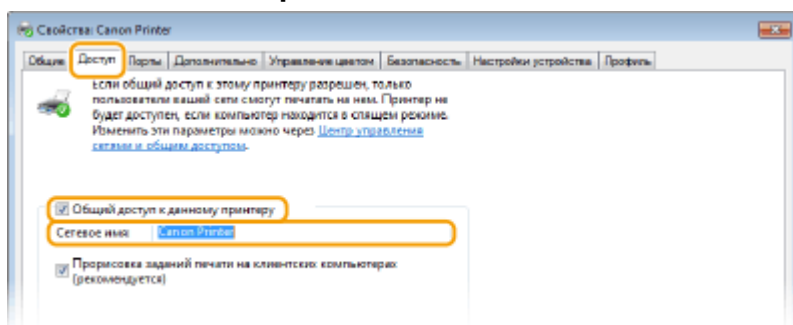 Свойства: Canon Printer
Общие Доступ Порты Дополнительно Управление цветом Безопасность Настройки устройства Профиль
Если общий доступ к этому принтеру разрешен, только
пользователи вашей сети смогут печатать на нем. Принтер не
будет доступен, если компьютер находится в спящем режиме.
Изменить эти параметры можно через Центр управления
сетями и общим доступом.
Общий доступ к данному принтеру
Сетевое имя: Canon Printer
Прорисовка заданий печати на клиентских компьютерах
(рекомендуется)